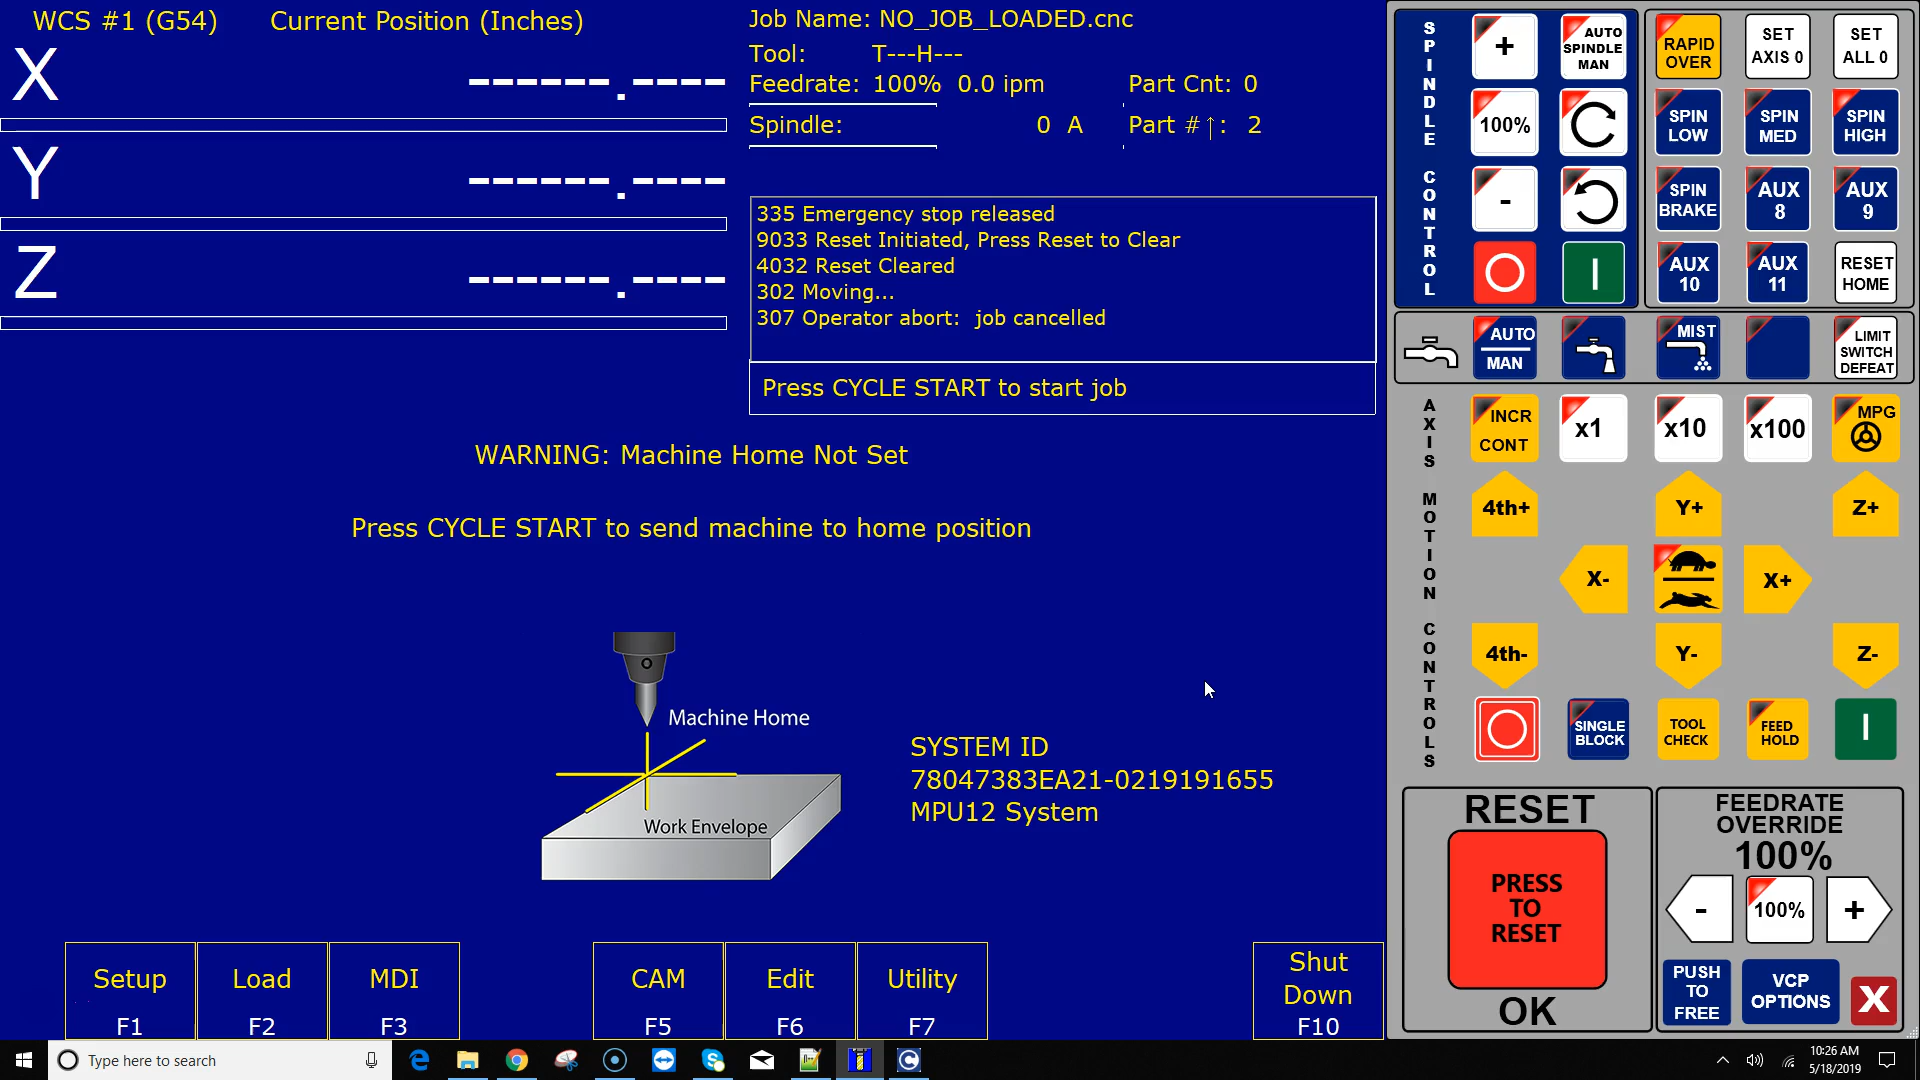 WCS #1 (G54) Current Position (Inches)
X ------.----
Y ------.----
Z ------.----
Job Name: NO_JOB_LOADED.cnc
Tool: T---H---
Feedrate: 100% 0.0 ipm Part Cnt: 0
Spindle: 0 A Part #↑: 2
335 Emergency stop released
9033 Reset Initiated, Press Reset to Clear
4032 Reset Cleared
302 Moving...
307 Operator abort: job cancelled
Press CYCLE START to start job
WARNING: Machine Home Not Set
Press CYCLE START to send machine to home position
Machine Home
Work Envelope
SYSTEM ID
78047383EA21-0219191655
MPU12 System
Setup
F1
Load
F2
MDI
F3
CAM
F5
Edit
F6
Utility
F7
Shut
Down
F10
SPINDLE CONTROL
+
AUTO
SPINDLE
MAN
100%
-
RAPID
OVER
SET
AXIS 0
SET
ALL 0
SPIN
LOW
SPIN
MED
SPIN
HIGH
SPIN
BRAKE
AUX
8
AUX
9
AUX
10
AUX
11
RESET
HOME
AUTO
MAN
MIST
LIMIT
SWITCH
DEFEAT
AXIS MOTION CONTROLS
INCR
CONT
x1
x10
x100
MPG
4th+
Y+
Z+
X-
X+
4th-
Y-
Z-
SINGLE
BLOCK
TOOL
CHECK
FEED
HOLD
RESET
PRESS
TO
RESET
OK
FEEDRATE
OVERRIDE
100%
-
100%
+
PUSH
TO
FREE
VCP
OPTIONS
X
Type here to search
10:26 AM
5/18/2019